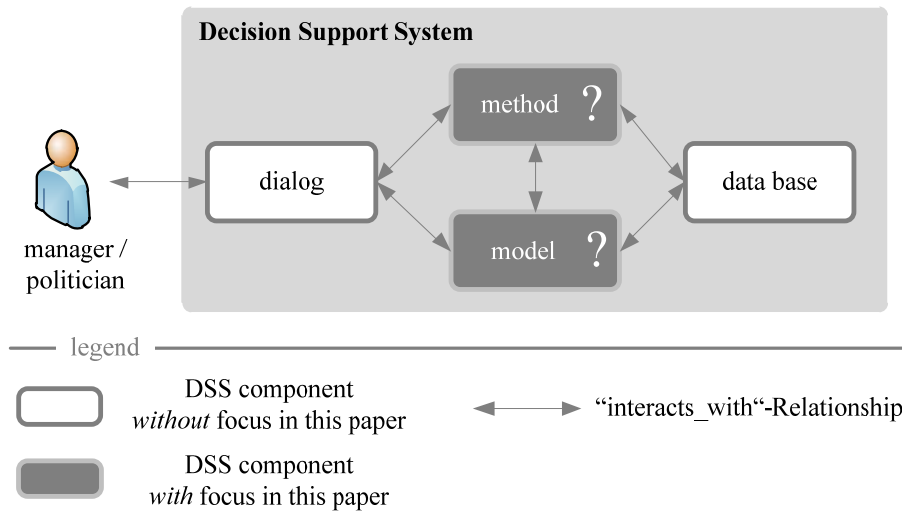 Decision Support System
method ?
dialog
data base
model ?
manager /
politician
legend
DSS component
without focus in this paper
“interacts_with“-Relationship
DSS component
with focus in this paper